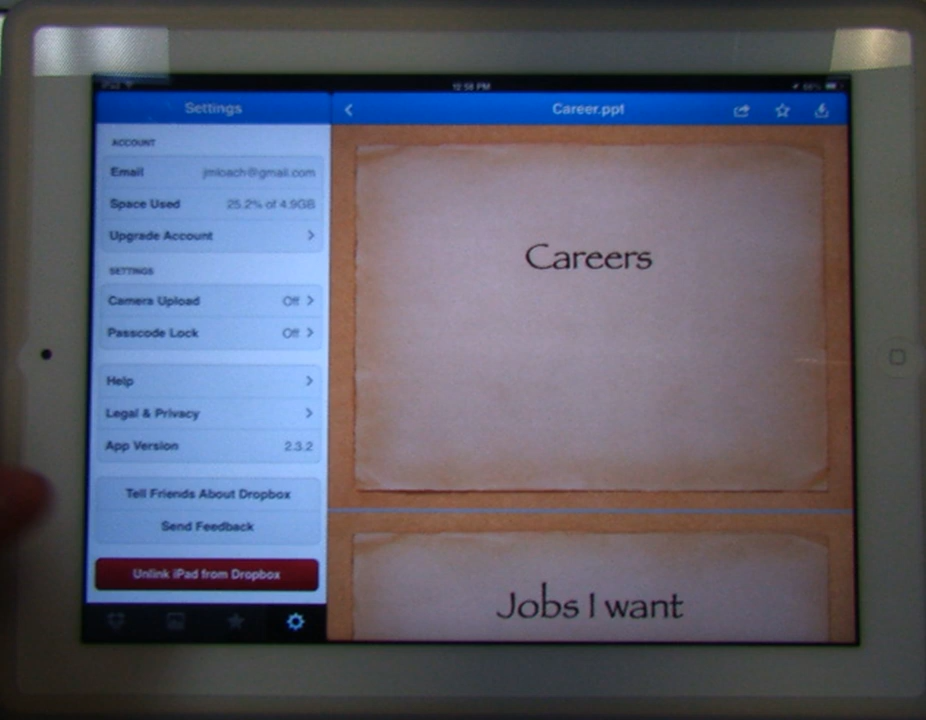 12:58 PM
Settings
Career.ppt
ACCOUNT
Email jmloach@gmail.com
Space Used 25.2% of 4.9GB
Upgrade Account
SETTINGS
Camera Upload Off
Passcode Lock Off
Help
Legal & Privacy
App Version 2.3.2
Tell Friends About Dropbox
Send Feedback
Unlink iPad from Dropbox
Careers
Jobs I want